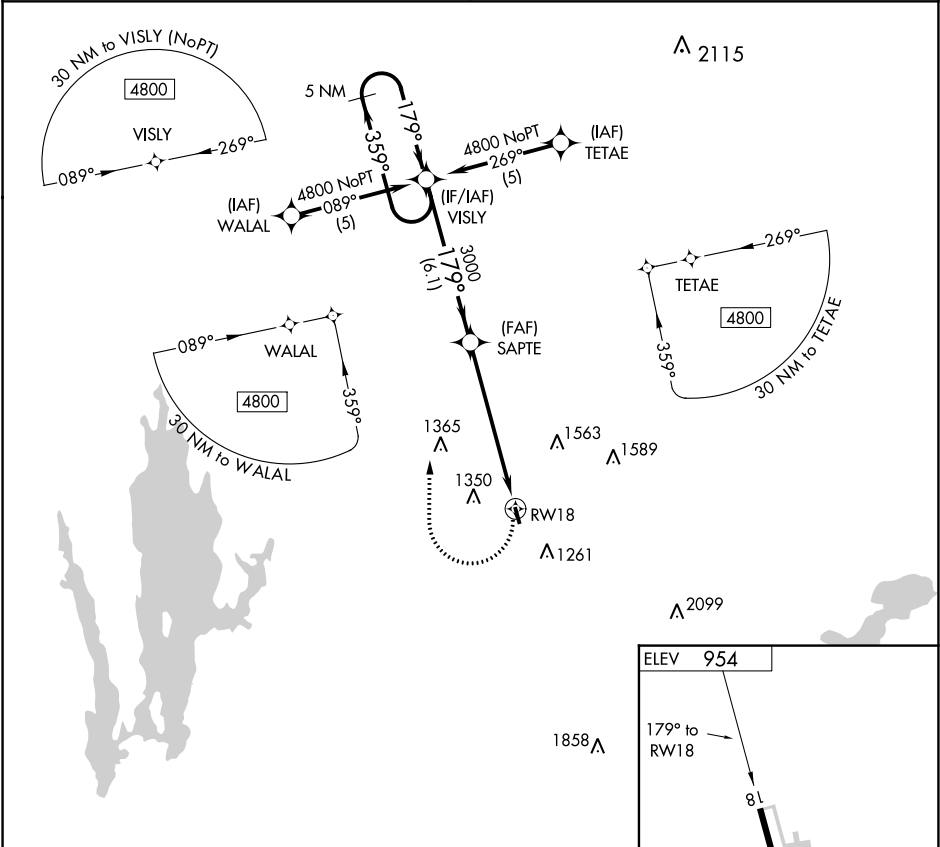 30 NM to VISLY (NoPT)
4800
VISLY
089°
269°
2115
5 NM
179°
359°
4800 NoPT
269°
(5)
(IAF)
TETAE
4800 NoPT
089°
(5)
(IAF)
WALAL
(IF/IAF)
VISLY
3000
179°
(6.1)
(FAF)
SAPTE
269°
TETAE
4800
359°
30 NM to TETAE
089°
WALAL
4800
359°
30 NM to WALAL
1365
1563
1589
1350
RW18
1261
2099
1858
ELEV 954
179° to
RW18
18